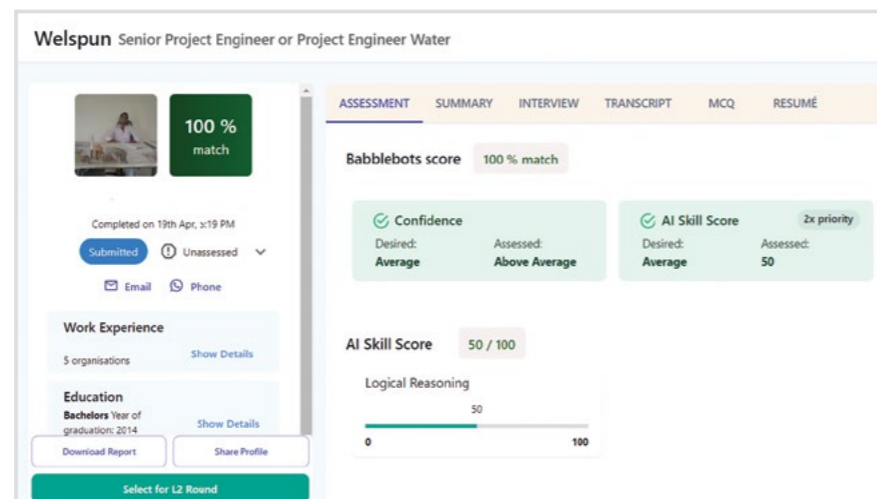 Welspun Senior Project Engineer or Project Engineer Water
100 %
match
Completed on 19th Apr, :19 PM
Submitted Unassessed
Email Phone
Work Experience
5 organisations Show Details
Education
Bachelors Year of
graduation: 2014 Show Details
Download Report Share Profile
Select for L2 Round
ASSESSMENT SUMMARY INTERVIEW TRANSCRIPT MCQ RESUMÉ
Babblebots score 100 % match
Confidence
Desired: Assessed:
Average Above Average
AI Skill Score 2x priority
Desired: Assessed:
Average 50
AI Skill Score 50 / 100
Logical Reasoning
50
0 100